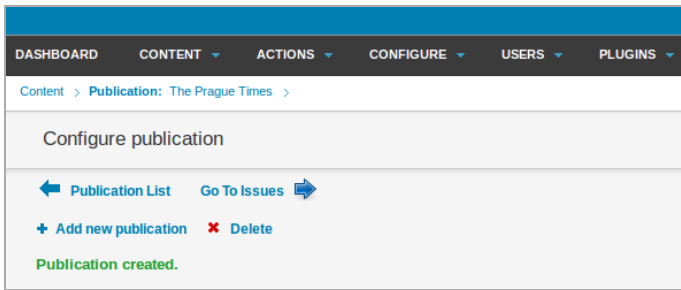 DASHBOARD CONTENT ACTIONS CONFIGURE USERS PLUGINS
Content > Publication: The Prague Times >
Configure publication
Publication List Go To Issues
Add new publication Delete
Publication created.